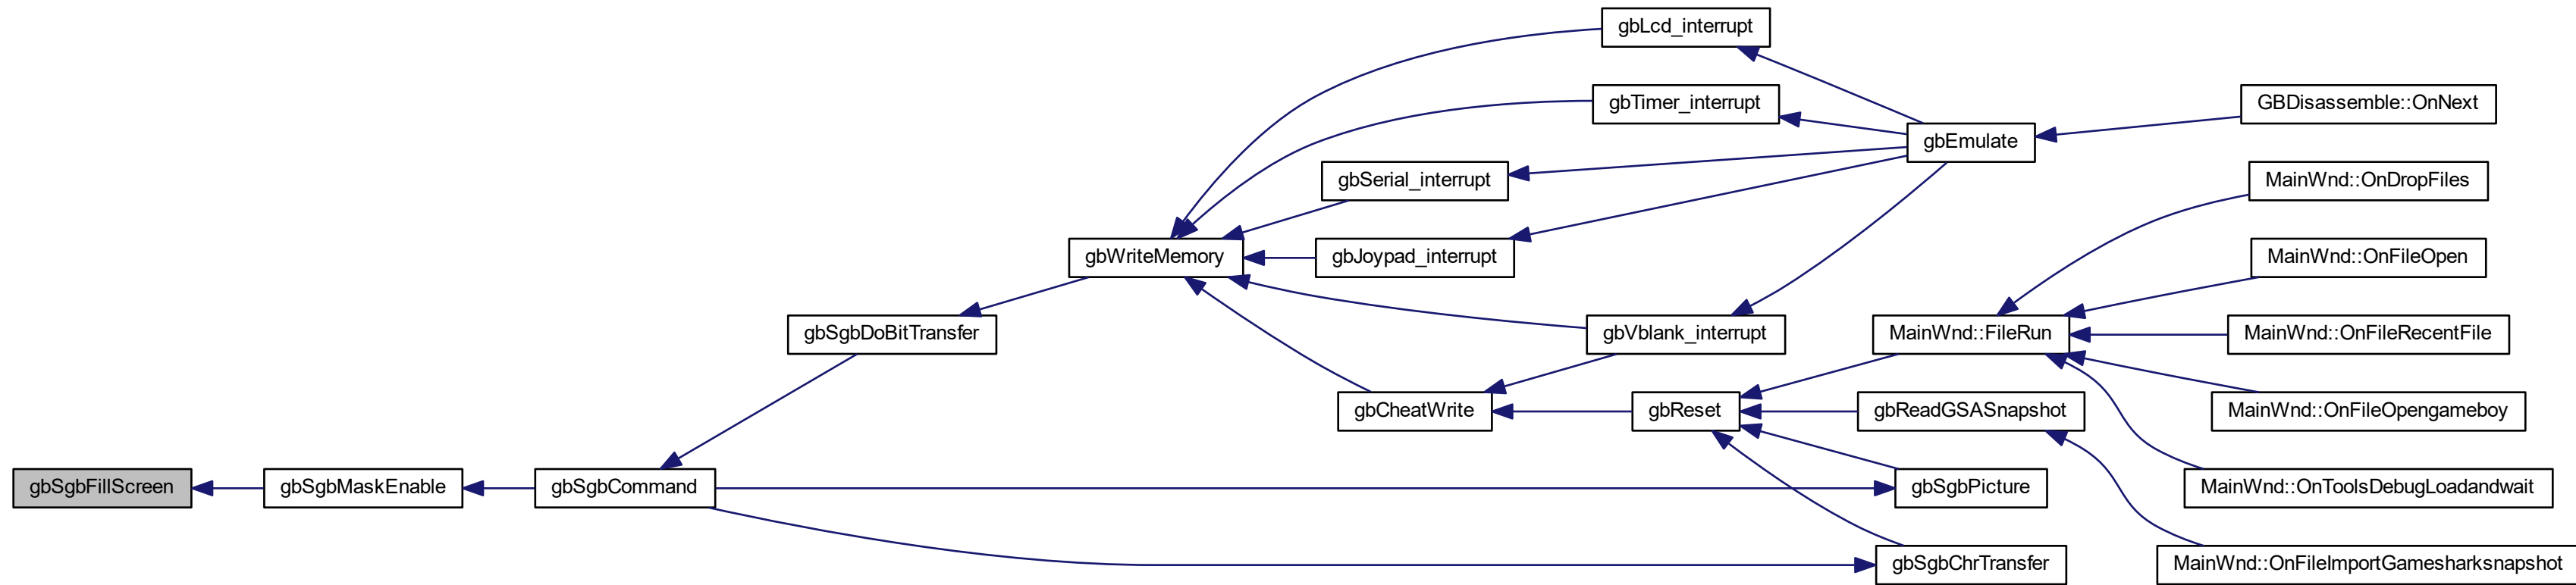 gbLcd_interrupt
gbTimer_interrupt
GBDisassemble::OnNext
gbEmulate
gbSerial_interrupt
MainWnd::OnDropFiles
gbWriteMemory
gbJoypad_interrupt
MainWnd::OnFileOpen
gbSgbDoBitTransfer
gbVblank_interrupt
MainWnd::FileRun
MainWnd::OnFileRecentFile
gbCheatWrite
gbReset
gbReadGSASnapshot
MainWnd::OnFileOpengameboy
gbSgbFillScreen
gbSgbMaskEnable
gbSgbCommand
gbSgbPicture
MainWnd::OnToolsDebugLoadandwait
gbSgbChrTransfer
MainWnd::OnFileImportGamesharksnapshot